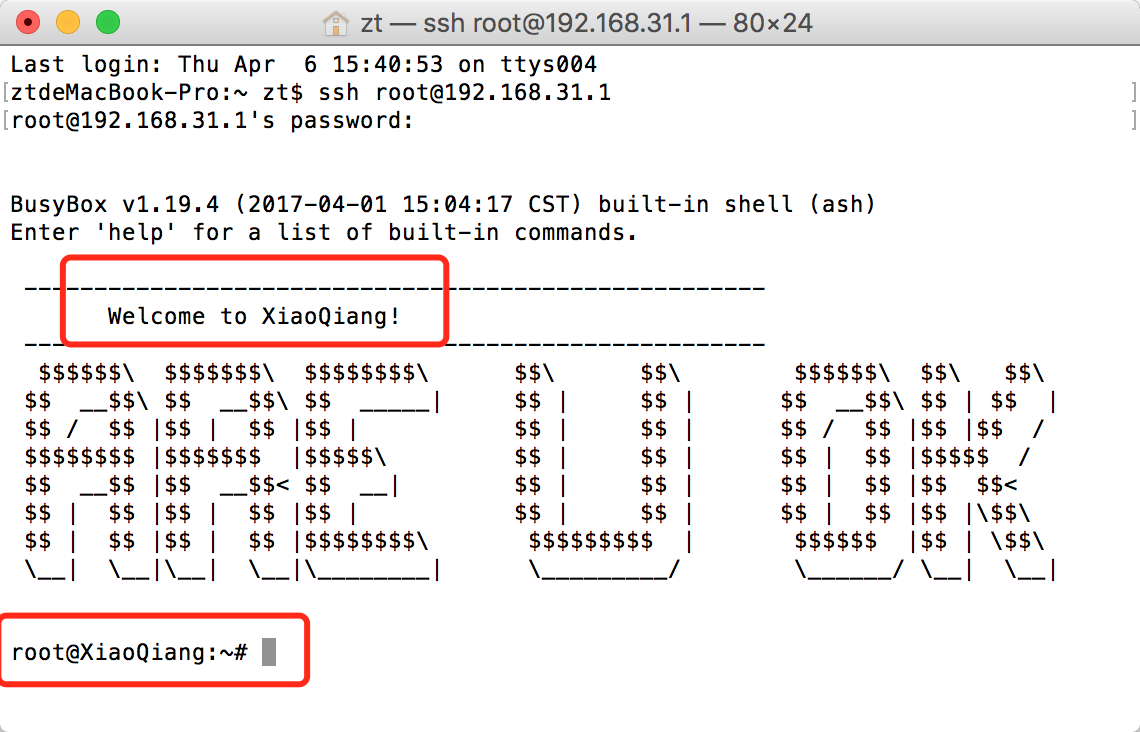 zt — ssh root@192.168.31.1 — 80×24
Last login: Thu Apr  6 15:40:53 on ttys004
[ztdeMacBook-Pro:~ zt$ ssh root@192.168.31.1 ]
[root@192.168.31.1's password: ]
BusyBox v1.19.4 (2017-04-01 15:04:17 CST) built-in shell (ash)
Enter 'help' for a list of built-in commands.
 -----------------------------------------------------
       Welcome to XiaoQiang!
 -----------------------------------------------------
  $$$$$$\  $$$$$$$\  $$$$$$$$\      $$\      $$\        $$$$$$\  $$\   $$\
 $$  __$$\ $$  __$$\ $$  _____|     $$ |     $$ |      $$  __$$\ $$ | $$  |
 $$ /  $$ |$$ |  $$ |$$ |           $$ |     $$ |      $$ /  $$ |$$ |$$  /
 $$$$$$$$ |$$$$$$$  |$$$$$\         $$ |     $$ |      $$ |  $$ |$$$$$  /
 $$  __$$ |$$  __$$< $$  __|        $$ |     $$ |      $$ |  $$ |$$  $$<
 $$ |  $$ |$$ |  $$ |$$ |           $$ |     $$ |      $$ |  $$ |$$ |\$$\
 $$ |  $$ |$$ |  $$ |$$$$$$$$\       $$$$$$$$$  |       $$$$$$  |$$ | \$$\
 \__|  \__|\__|  \__|\________|      \_________/        \______/ \__|  \__|
root@XiaoQiang:~#